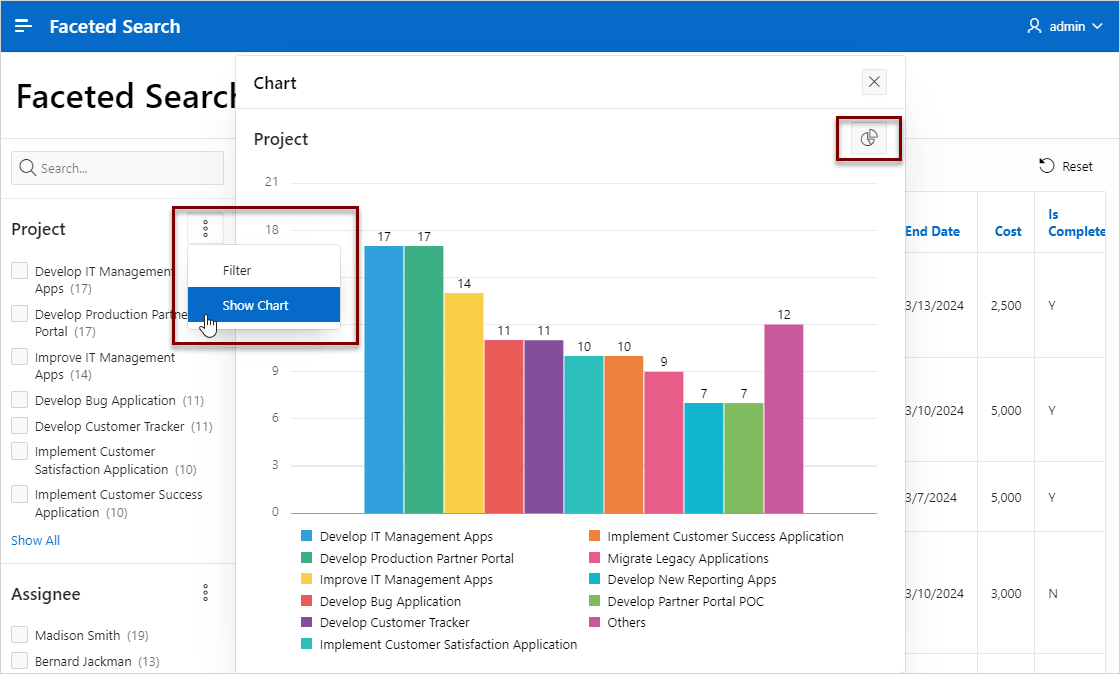 Faceted Search
admin
Faceted Search
Chart
Project
Search...
Reset
Project
Filter
Show Chart
Develop IT Management
Apps (17)
Develop Production Partne
Portal (17)
Improve IT Management
Apps (14)
Develop Bug Application (11)
Develop Customer Tracker (11)
Implement Customer
Satisfaction Application (10)
Implement Customer Success
Application (10)
Show All
Assignee
Madison Smith (19)
Bernard Jackman (13)
21
18
9
6
3
0
17 17 14 11 11 10 10 9 7 7 12
Develop IT Management Apps
Develop Production Partner Portal
Improve IT Management Apps
Develop Bug Application
Develop Customer Tracker
Implement Customer Satisfaction Application
Implement Customer Success Application
Migrate Legacy Applications
Develop New Reporting Apps
Develop Partner Portal POC
Others
End Date Cost Is
Complete
3/13/2024 2,500 Y
3/10/2024 5,000 Y
3/7/2024 5,000 Y
3/10/2024 3,000 N